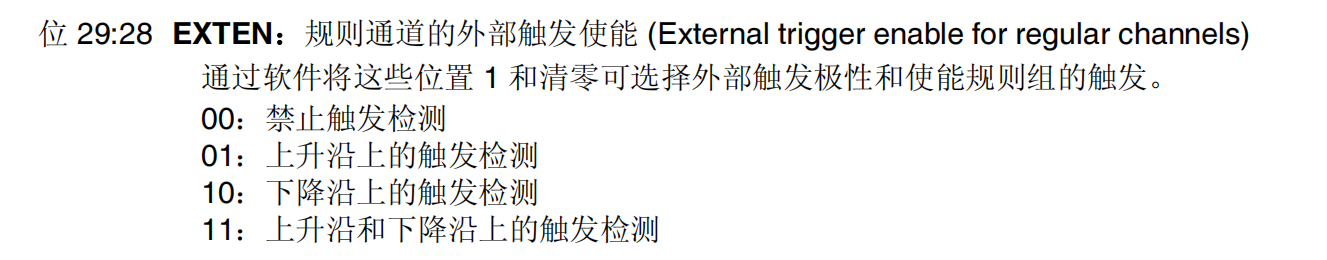 位 29:28 EXTEN：规则通道的外部触发使能 (External trigger enable for regular channels)
通过软件将这些位置 1 和清零可选择外部触发极性和使能规则组的触发。
00：禁止触发检测
01：上升沿上的触发检测
10：下降沿上的触发检测
11：上升沿和下降沿上的触发检测